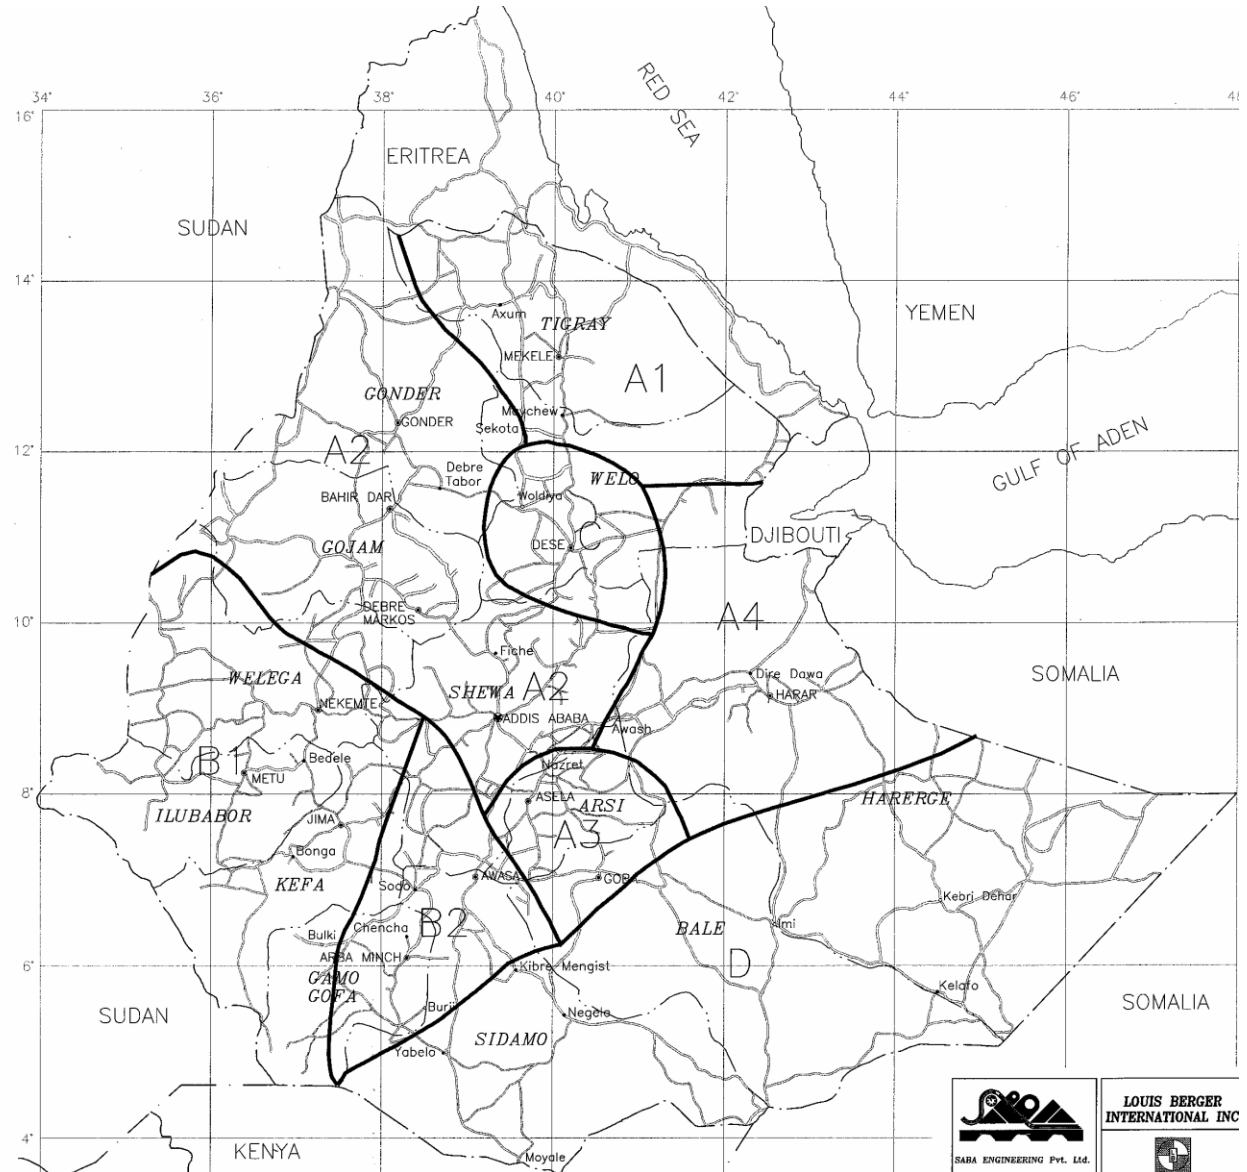 34°
36°
38°
40°
42°
44°
46°
48
16°
RED SEA
ERITREA
SUDAN
14°
YEMEN
Axum
TIGRAY
MEKELE
A1
GONDER
GONDER
Maychew
Sekota
12°
A2
GULF OF ADEN
Debre
Tabor
WELO
BAHIR DAR
Woldiya
DJIBOUTI
DESE
C
GOJAM
10°
DEBRE
MARKOS
A4
Fiche
Dire Dawa
SOMALIA
WELEGA
SHEWA
A2
HARAR
NEKEMTE
ADDIS ABABA
Awash
B1
Bedele
METU
Nazret
8°
ASELA
ARSI
HARERGE
ILUBABOR
JIMA
A3
Bonga
KEFA
Sodo
AWASA
GOBA
Kebri Dehar
Chencha
B2
BALE
Imi
Bulki
ARBA MINCH
6°
Kibre Mengist
D
GAMO
GOFA
Kelafo
SUDAN
Burji
Negele
SOMALIA
SIDAMO
Yabelo
4°
KENYA
Moyale
SABA ENGINEERING Pvt. Ltd.
LOUIS BERGER
INTERNATIONAL INC